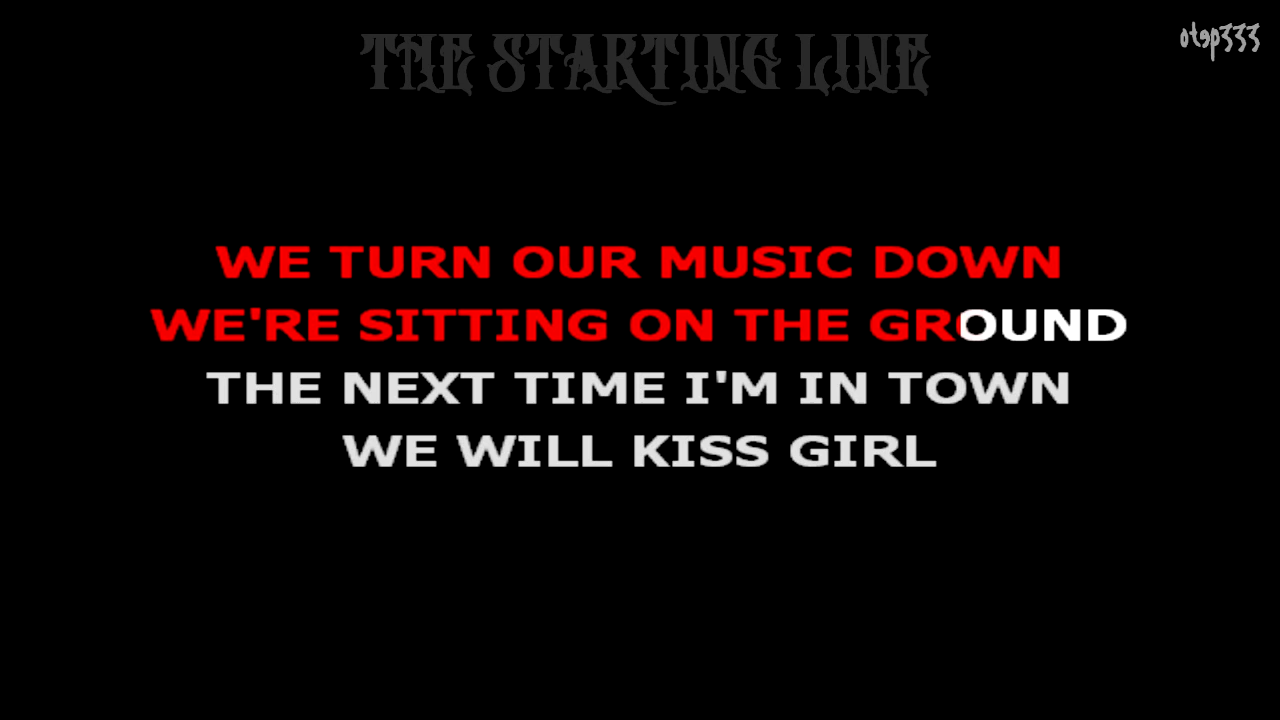 THE STARTING LINE
otep333
WE TURN OUR MUSIC DOWN
WE'RE SITTING ON THE GROUND
THE NEXT TIME I'M IN TOWN
WE WILL KISS GIRL